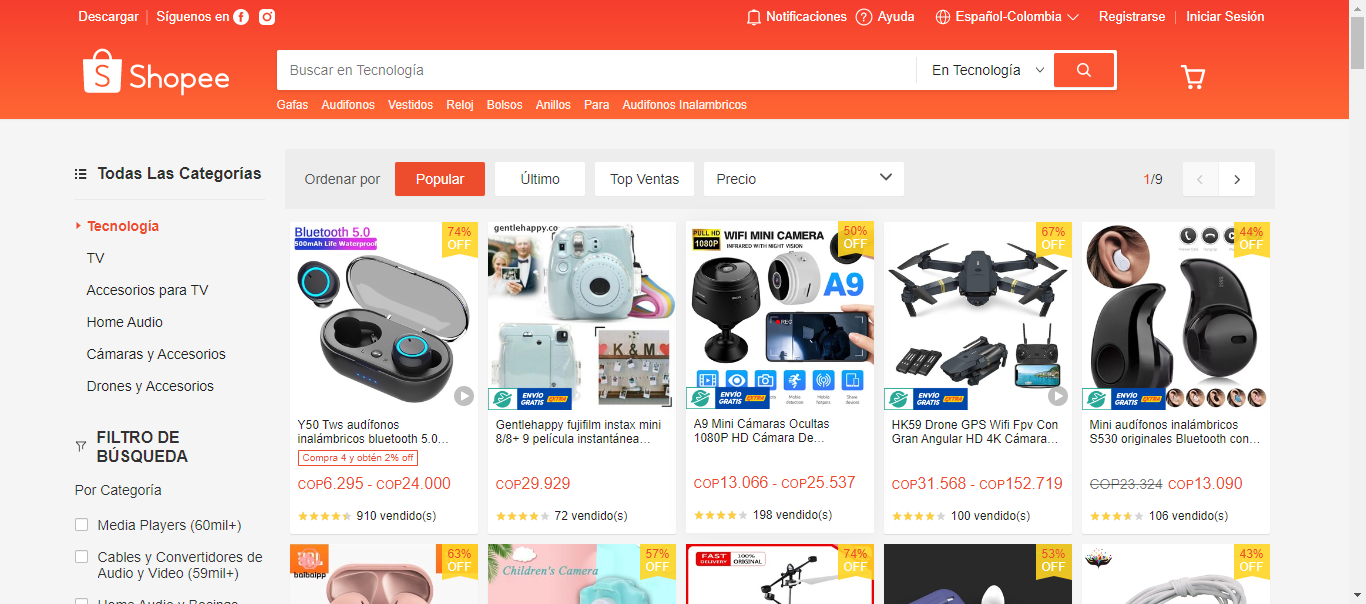 Descargar
Síguenos en
Notificaciones
Ayuda
Español-Colombia
Registrarse
Iniciar Sesión
Shopee
Buscar en Tecnología
En Tecnología
Gafas
Audifonos
Vestidos
Reloj
Bolsos
Anillos
Para
Audifonos Inalambricos
Todas Las Categorías
Tecnología
TV
Accesorios para TV
Home Audio
Cámaras y Accesorios
Drones y Accesorios
FILTRO DE
BÚSQUEDA
Por Categoría
Media Players (60mil+)
Cables y Convertidores de
Audio y Video (59mil+)
Ordenar por
Popular
Último
Top Ventas
Precio
1/9
Bluetooth 5.0
500mAh Life Waterproof
74%
OFF
Y50 Tws audífonos
inalámbricos bluetooth 5.0...
Compra 4 y obtén 2% off
COP6.295 - COP24.000
910 vendido(s)
gentlehappy.co
K & M
ENVÍO
GRATIS EXTRA
Gentlehappy fujifilm instax mini
8/8+ 9 película instantánea...
COP29.929
72 vendido(s)
FULL HD
1080P
WIFI MINI CAMERA
INFRARED WITH NIGHT VISION
A9
REC
50%
OFF
ENVÍO
GRATIS EXTRA
A9 Mini Cámaras Ocultas
1080P HD Cámara De...
COP13.066 - COP25.537
198 vendido(s)
67%
OFF
ENVÍO
GRATIS EXTRA
HK59 Drone GPS Wifi Fpv Con
Gran Angular HD 4K Cámara...
COP31.568 - COP152.719
100 vendido(s)
44%
OFF
ENVÍO
GRATIS EXTRA
Mini audífonos inalámbricos
S530 originales Bluetooth con...
COP23.324 COP13.090
106 vendido(s)
63%
OFF
Children's Camera
57%
OFF
FAST
DELIVERY
100%
ORIGINAL
74%
OFF
53%
OFF
43%
OFF